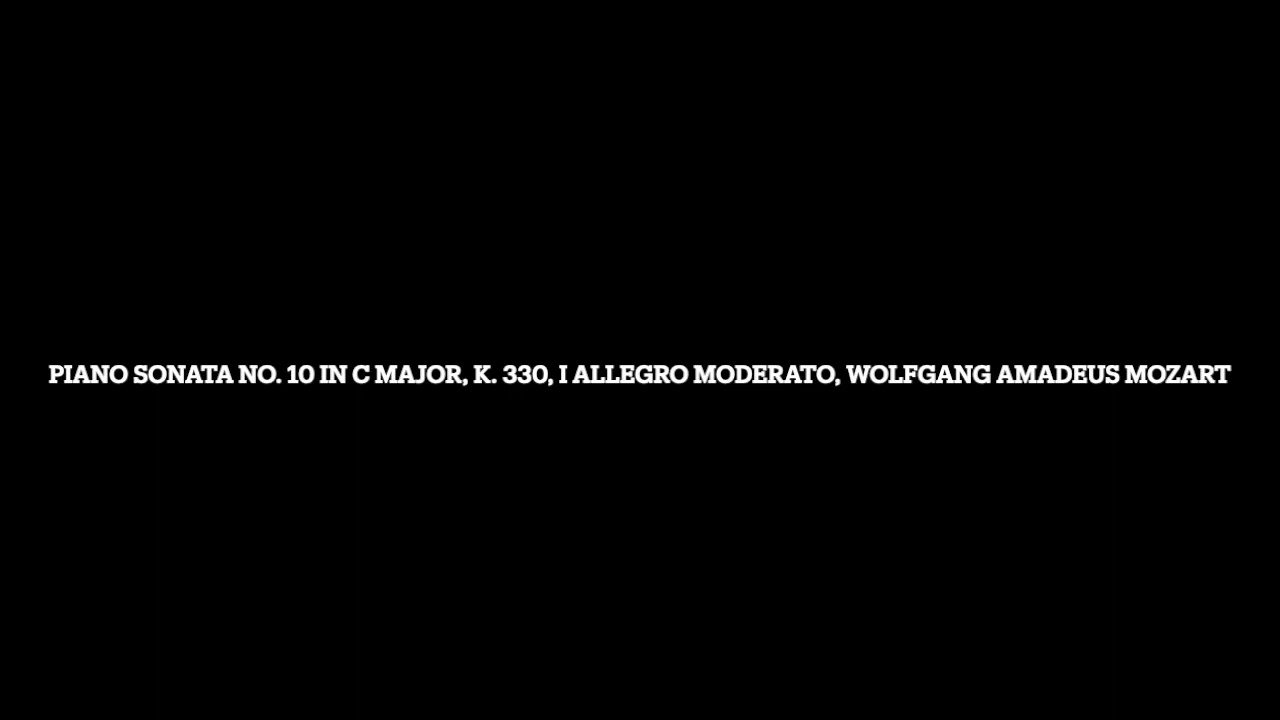 PIANO SONATA NO. 10 IN C MAJOR, K. 330, I ALLEGRO MODERATO, WOLFGANG AMADEUS MOZART